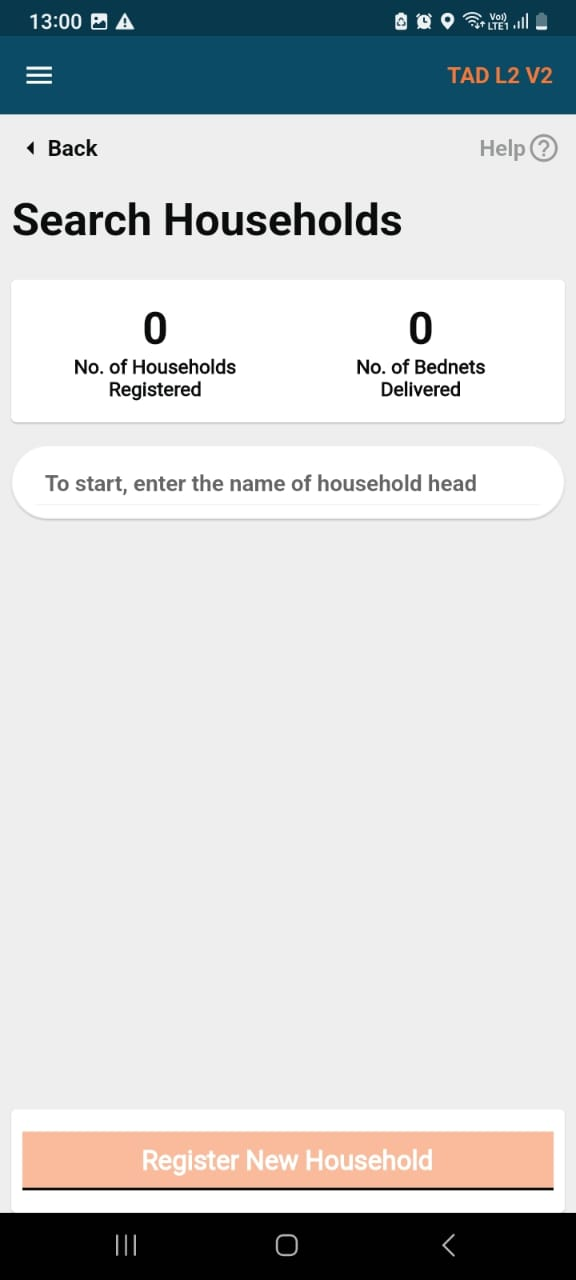 13:00
Vo)) LTE1
TAD L2 V2
Back
Help ?
Search Households
0
No. of Households
Registered
0
No. of Bednets
Delivered
To start, enter the name of household head
Register New Household